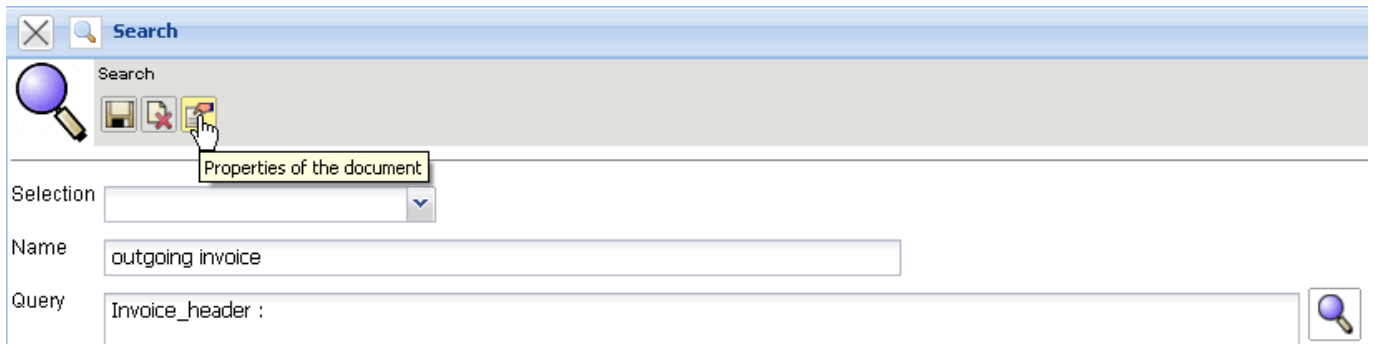 Search
Search
Properties of the document
Selection
Name
outgoing invoice
Query
Invoice_header :